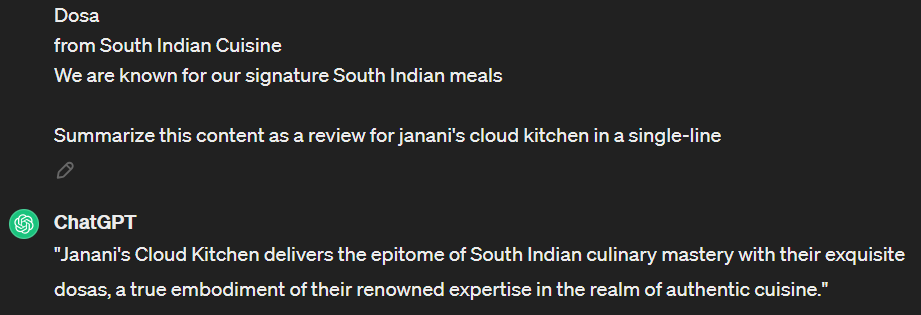 Dosa
from South Indian Cuisine
We are known for our signature South Indian meals
Summarize this content as a review for janani's cloud kitchen in a single-line
ChatGPT
"Janani's Cloud Kitchen delivers the epitome of South Indian culinary mastery with their exquisite
dosas, a true embodiment of their renowned expertise in the realm of authentic cuisine."